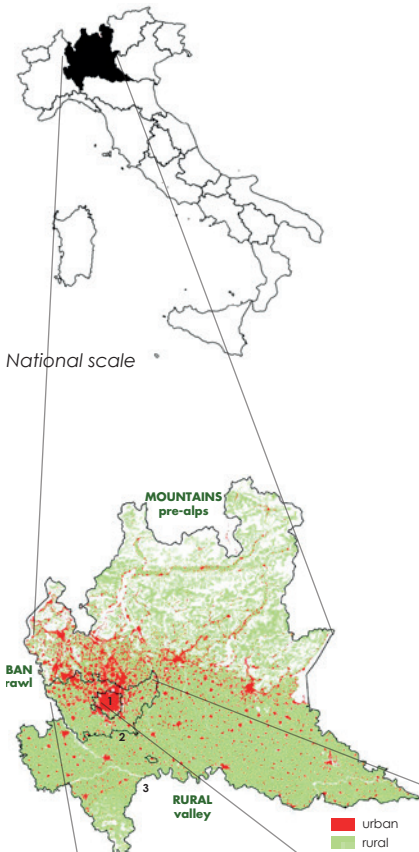 National scale
MOUNTAINS
pre-alps
BAN
rawl
1
2
3
RURAL
valley
urban
rural